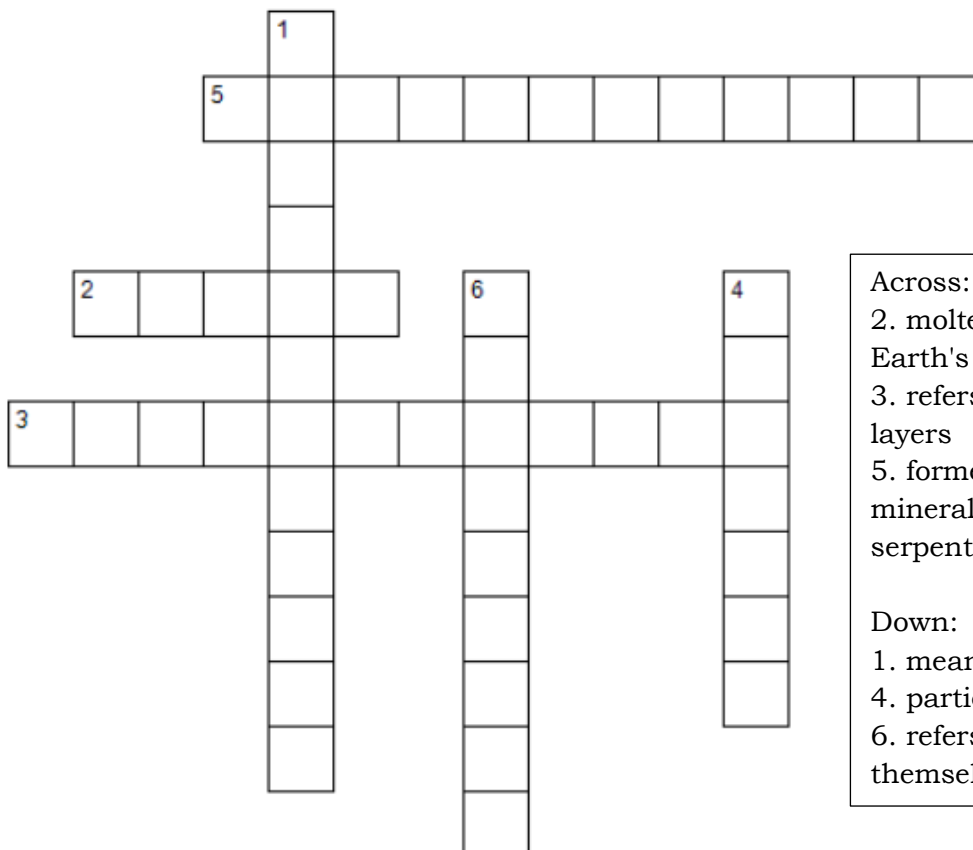 1
5
2
6
4
3
Across:
2. molte
Earth's
3. refers
layers
5. forme
mineral
serpent
Down:
1. mean
4. partic
6. refers
themsel